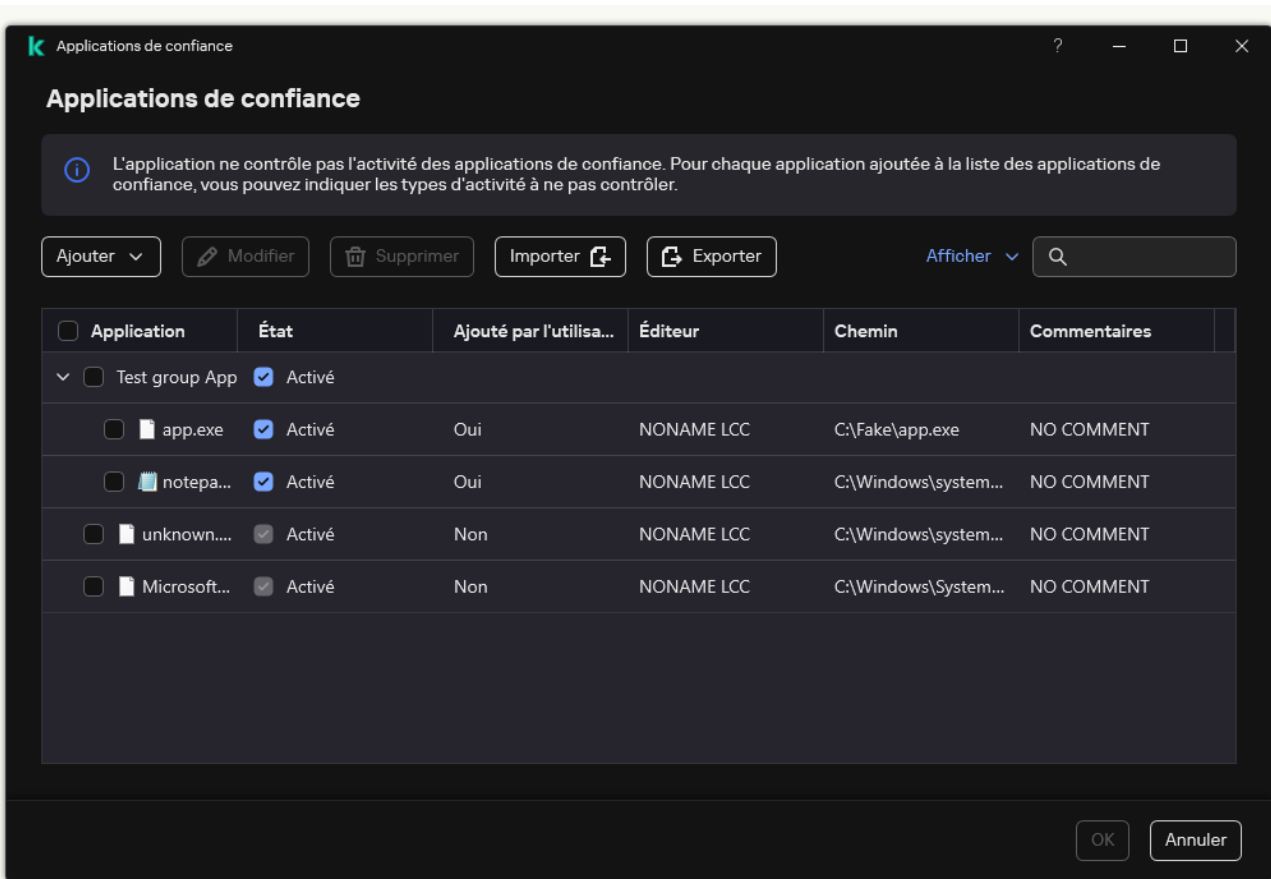 Applications de confiance
Applications de confiance
L'application ne contrôle pas l'activité des applications de confiance. Pour chaque application ajoutée à la liste des applications de
confiance, vous pouvez indiquer les types d'activité à ne pas contrôler.
Ajouter Modifier Supprimer Importer Exporter Afficher
Application État Ajouté par l'utilisa... Éditeur Chemin Commentaires
Test group App Activé
app.exe Activé Oui NONAME LCC C:\Fake\app.exe NO COMMENT
notepa... Activé Oui NONAME LCC C:\Windows\system... NO COMMENT
unknown.... Activé Non NONAME LCC C:\Windows\system... NO COMMENT
Microsoft... Activé Non NONAME LCC C:\Windows\System... NO COMMENT
OK Annuler